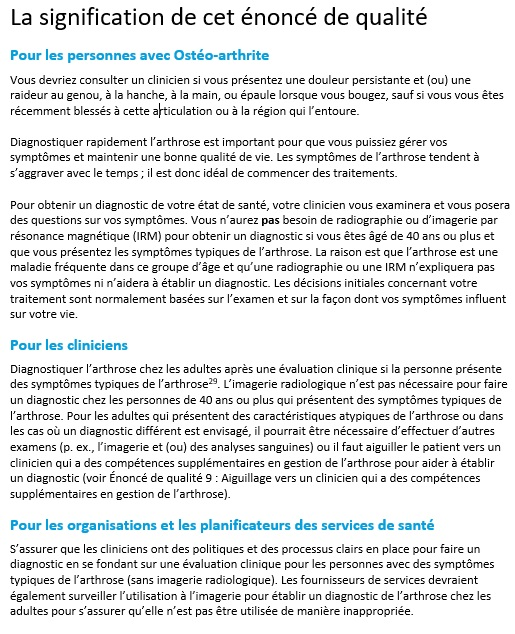 La signification de cet énoncé de qualité
Pour les personnes avec Ostéo-arthrite
Vous devriez consulter un clinicien si vous présentez une douleur persistante et (ou) une
raideur au genou, à la hanche, à la main, ou épaule lorsque vous bougez, sauf si vous vous êtes
récemment blessés à cette articulation ou à la région qui l’entoure.
Diagnostiquer rapidement l’arthrose est important pour que vous puissiez gérer vos
symptômes et maintenir une bonne qualité de vie. Les symptômes de l’arthrose tendent à
s’aggraver avec le temps ; il est donc idéal de commencer des traitements.
Pour obtenir un diagnostic de votre état de santé, votre clinicien vous examinera et vous posera
des questions sur vos symptômes. Vous n’aurez pas besoin de radiographie ou d’imagerie par
résonance magnétique (IRM) pour obtenir un diagnostic si vous êtes âgé de 40 ans ou plus et
que vous présentez les symptômes typiques de l’arthrose. La raison est que l’arthrose est une
maladie fréquente dans ce groupe d’âge et qu’une radiographie ou une IRM n’expliquera pas
vos symptômes ni n’aidera à établir un diagnostic. Les décisions initiales concernant votre
traitement sont normalement basées sur l’examen et sur la façon dont vos symptômes influent
sur votre vie.
Pour les cliniciens
Diagnostiquer l’arthrose chez les adultes après une évaluation clinique si la personne présente
des symptômes typiques de l’arthrose²⁹. L’imagerie radiologique n’est pas nécessaire pour faire
un diagnostic chez les personnes de 40 ans ou plus qui présentent des symptômes typiques de
l’arthrose. Pour les adultes qui présentent des caractéristiques atypiques de l’arthrose ou dans
les cas où un diagnostic différent est envisagé, il pourrait être nécessaire d’effectuer d’autres
examens (p. ex., l’imagerie et (ou) des analyses sanguines) ou il faut aiguiller le patient vers un
clinicien qui a des compétences supplémentaires en gestion de l’arthrose pour aider à établir
un diagnostic (voir Énoncé de qualité 9 : Aiguillage vers un clinicien qui a des compétences
supplémentaires en gestion de l’arthrose).
Pour les organisations et les planificateurs des services de santé
S’assurer que les cliniciens ont des politiques et des processus clairs en place pour faire un
diagnostic en se fondant sur une évaluation clinique pour les personnes avec des symptômes
typiques de l’arthrose (sans imagerie radiologique). Les fournisseurs de services devraient
également surveiller l’utilisation à l’imagerie pour établir un diagnostic de l’arthrose chez les
adultes pour s’assurer qu’elle n’est pas être utilisée de manière inappropriée.